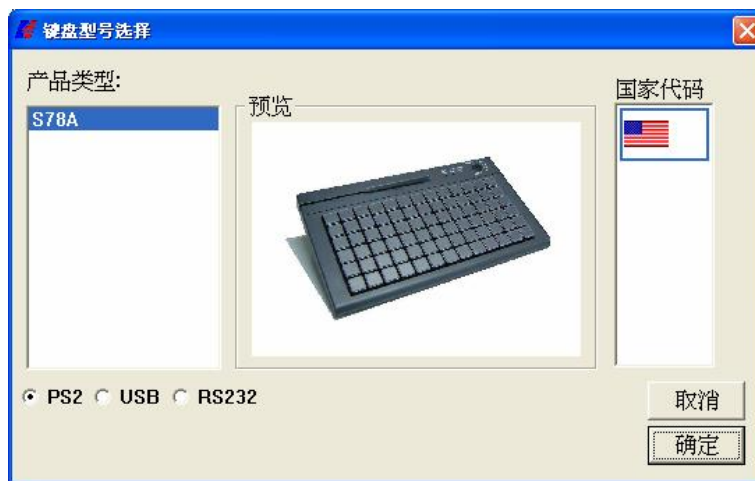 键盘型号选择
产品类型:
S78A
预览
国家代码
PS2 USB RS232
取消
确定